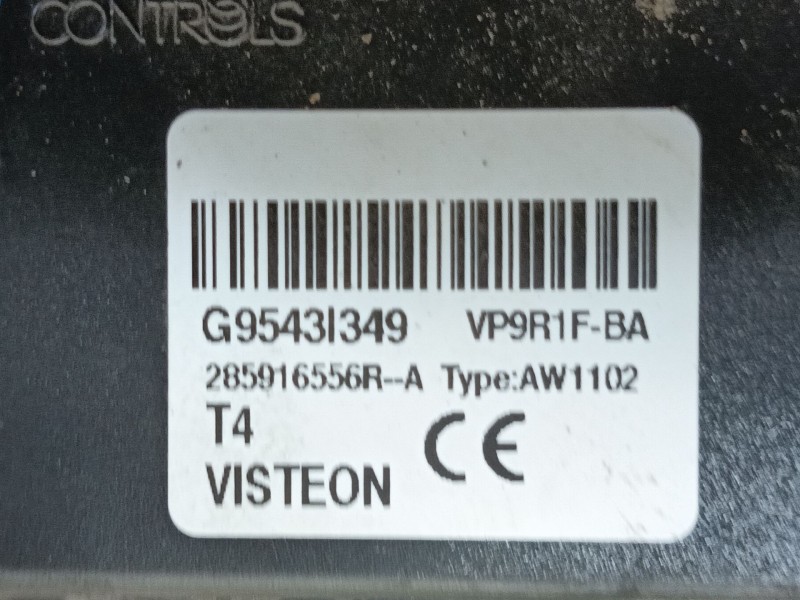 CONTROLS
G9543I349 VP9R1F-BA
285916556R--A Type:AW1102
T4 CE
VISTEON